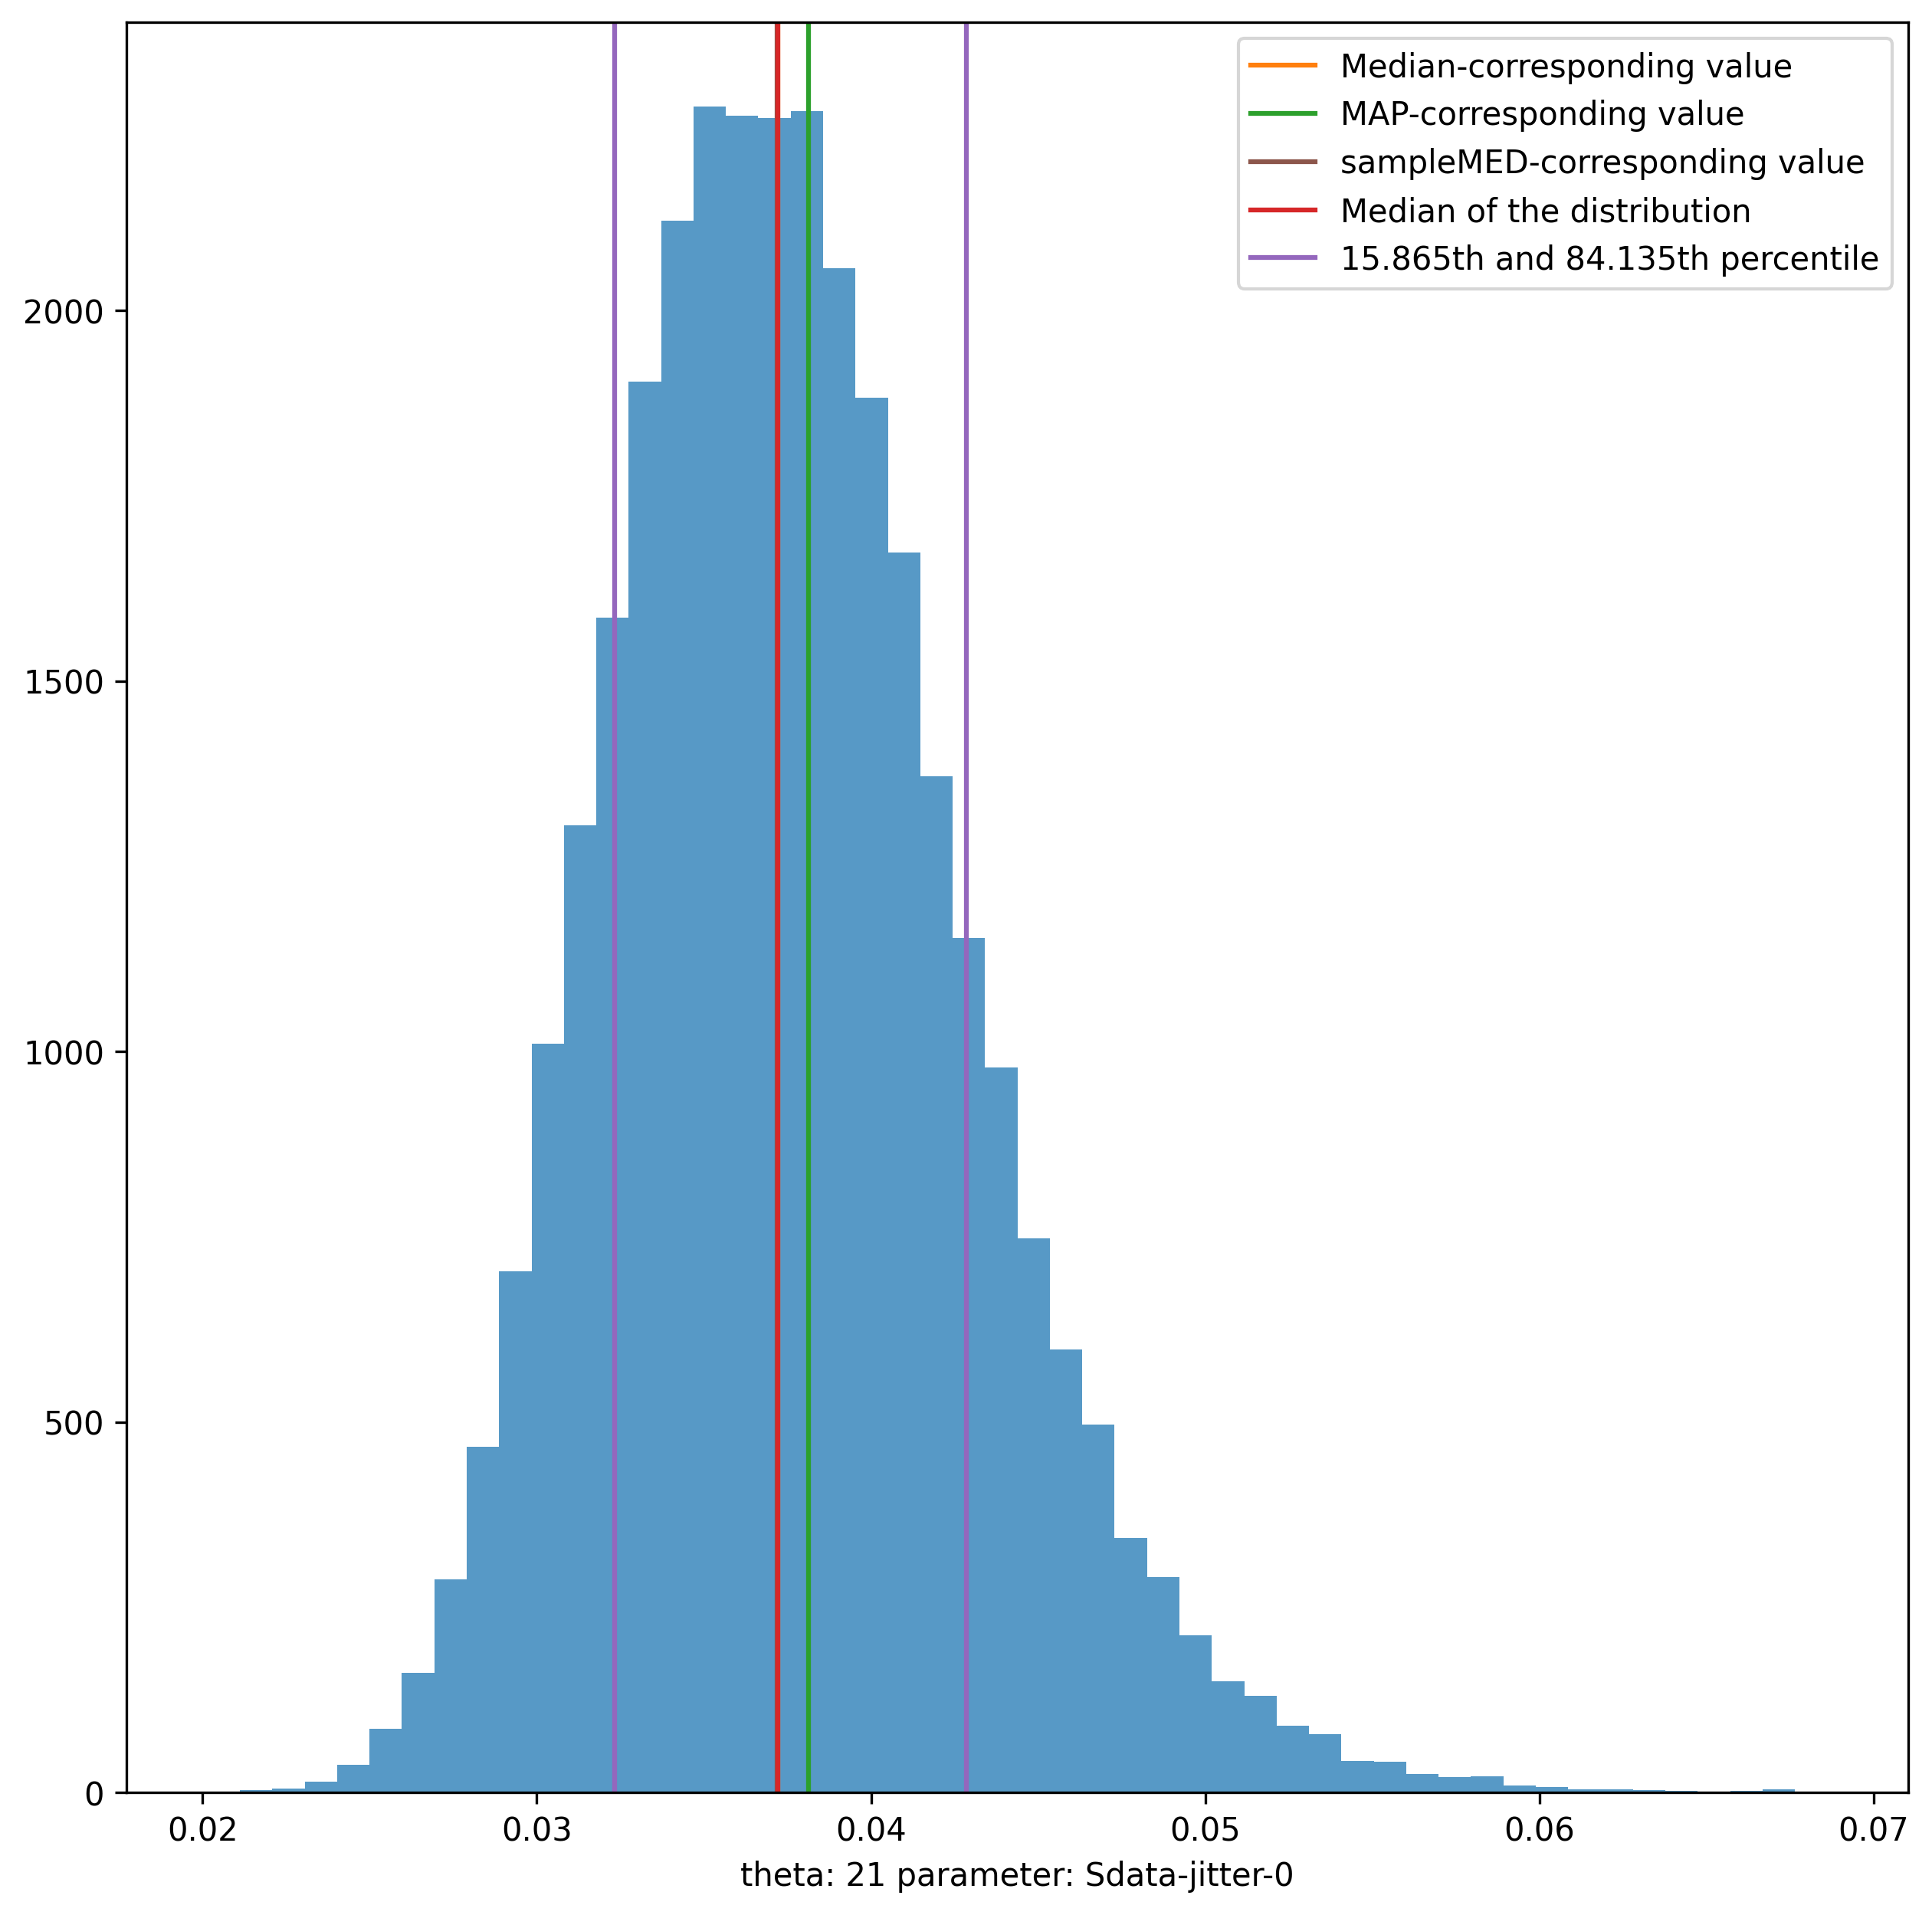 Median-corresponding value
MAP-corresponding value
sampleMED-corresponding value
Median of the distribution
15.865th and 84.135th percentile
2000
1500
1000
500
0
0.02 0.03 0.04 0.05 0.06 0.07
theta: 21 parameter: Sdata-jitter-0